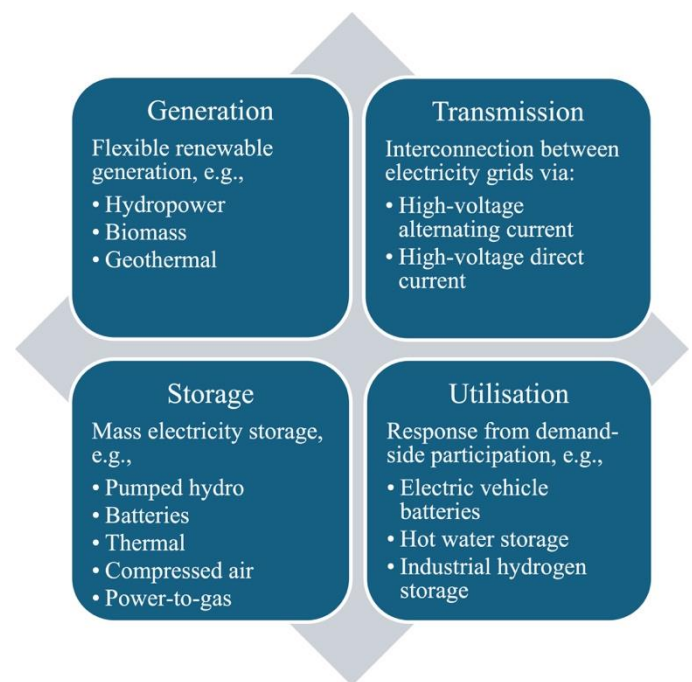 Generation
Flexible renewable
generation, e.g.,
• Hydropower
• Biomass
• Geothermal
Transmission
Interconnection between
electricity grids via:
• High-voltage
alternating current
• High-voltage direct
current
Storage
Mass electricity storage,
e.g.,
• Pumped hydro
• Batteries
• Thermal
• Compressed air
• Power-to-gas
Utilisation
Response from demand-
side participation, e.g.,
• Electric vehicle
batteries
• Hot water storage
• Industrial hydrogen
storage